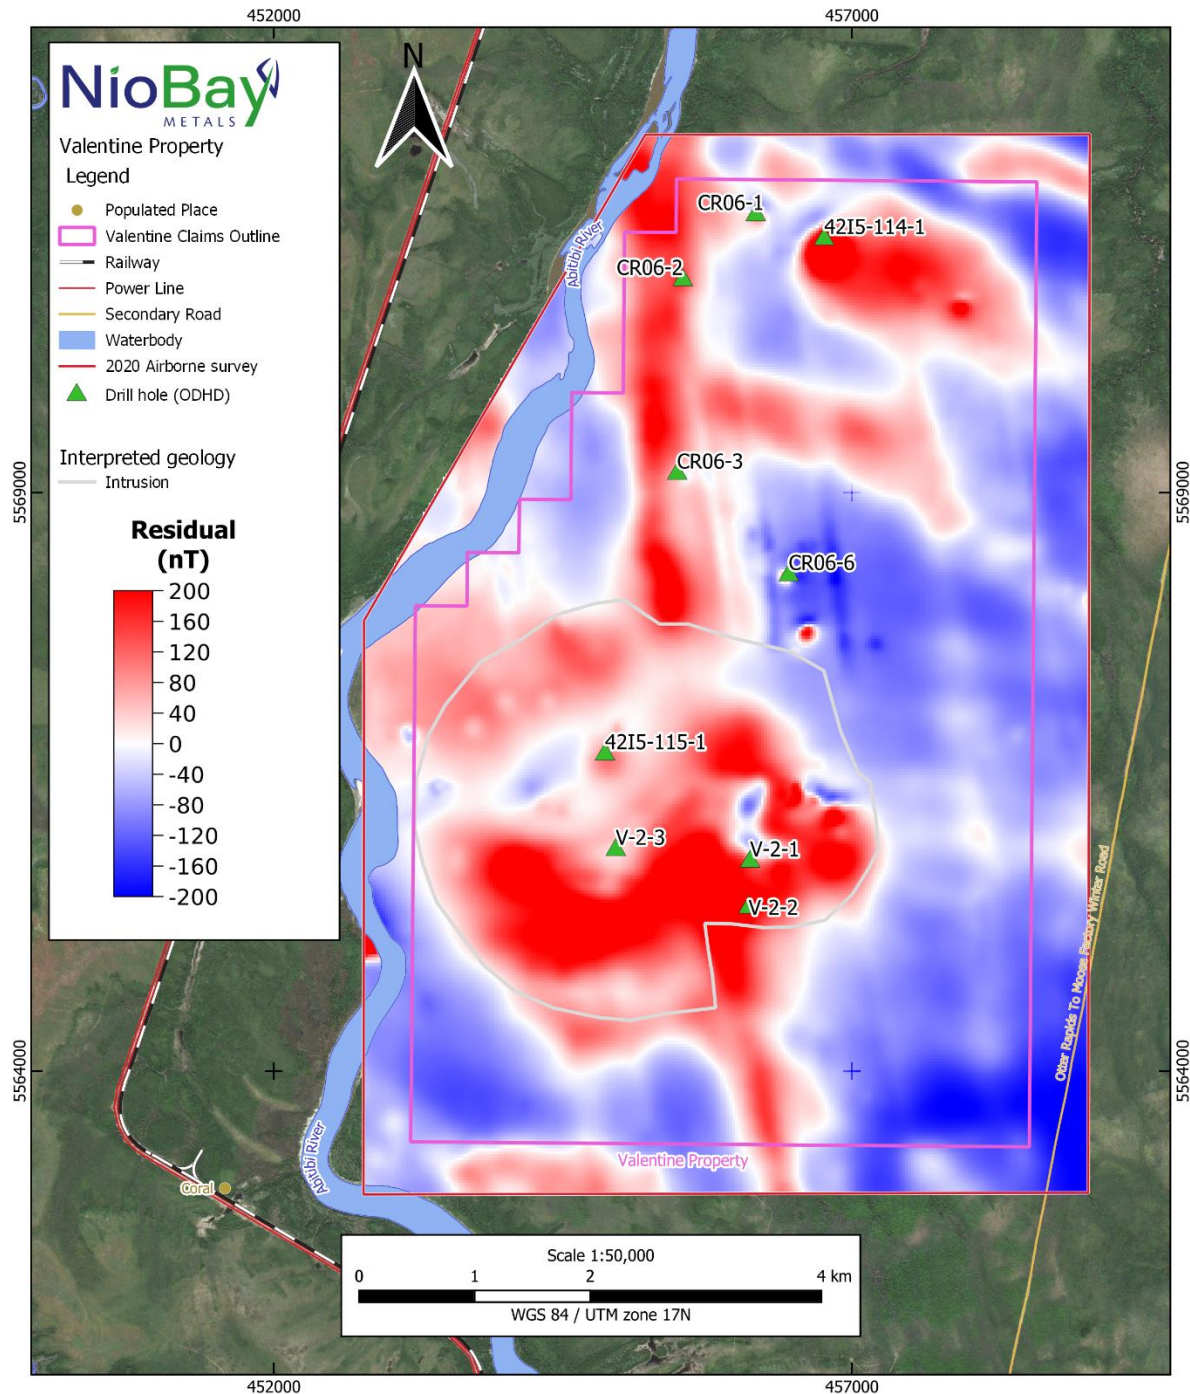 452000
457000
NioBay
METALS
Valentine Property
Legend
Populated Place
Valentine Claims Outline
Railway
Power Line
Secondary Road
Waterbody
2020 Airborne survey
Drill hole (ODHD)
Interpreted geology
Intrusion
Residual
(nT)
200
160
120
80
40
0
-40
-80
-120
-160
-200
N
Abitibi River
CR06-1
42I5-114-1
CR06-2
CR06-3
CR06-6
42I5-115-1
V-2-3
V-2-1
V-2-2
5569000
5569000
5564000
5564000
Otter Rapids To Moose Factory Winter Road
Valentine Property
Abitibi River
Coral
Scale 1:50,000
0
1
2
4 km
WGS 84 / UTM zone 17N
452000
457000